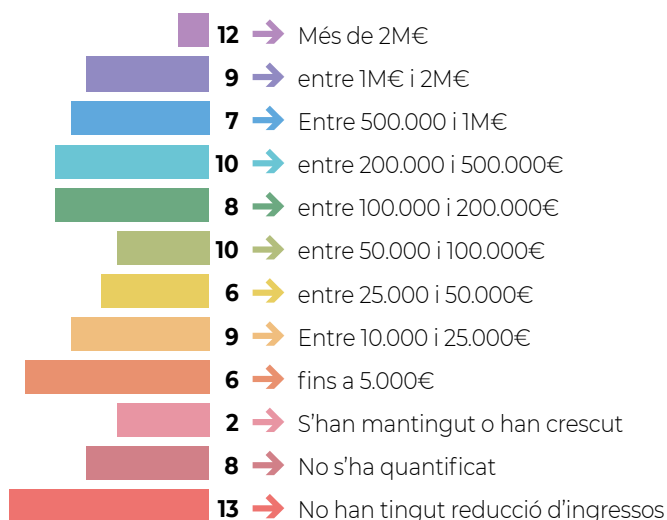 12 → Més de 2M€
9 → entre 1M€ i 2M€
7 → Entre 500.000 i 1M€
10 → entre 200.000 i 500.000€
8 → entre 100.000 i 200.000€
10 → entre 50.000 i 100.000€
6 → entre 25.000 i 50.000€
9 → Entre 10.000 i 25.000€
6 → fins a 5.000€
2 → S'han mantingut o han crescut
8 → No s'ha quantificat
13 → No han tingut reducció d'ingressos